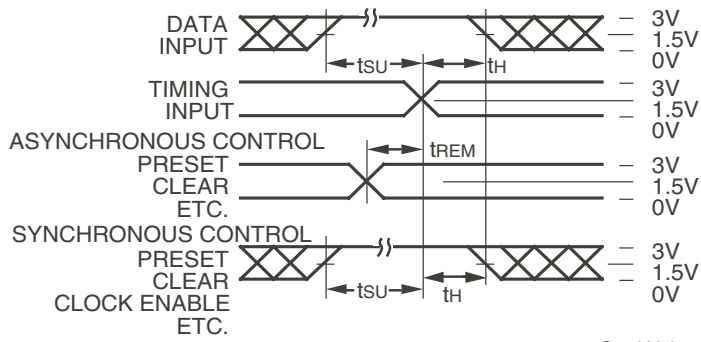 DATA INPUT
3V
1.5V
0V
tSU
tH
TIMING INPUT
3V
1.5V
0V
ASYNCHRONOUS CONTROL
tREM
PRESET
CLEAR
ETC.
3V
1.5V
0V
SYNCHRONOUS CONTROL
PRESET
CLEAR
CLOCK ENABLE
ETC.
3V
1.5V
0V
tSU
tH